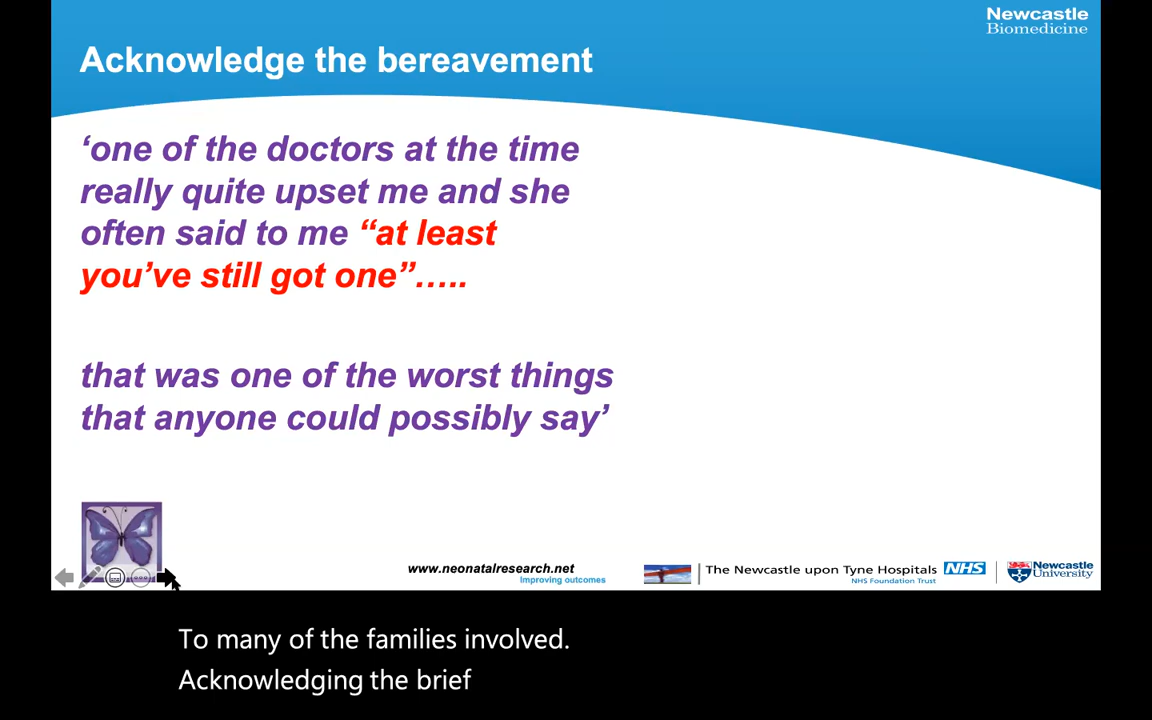 Newcastle
Biomedicine
Acknowledge the bereavement
‘one of the doctors at the time
really quite upset me and she
often said to me “at least
you’ve still got one”…..
that was one of the worst things
that anyone could possibly say’
www.neonatalresearch.net
Improving outcomes
The Newcastle upon Tyne Hospitals NHS
NHS Foundation Trust
Newcastle
University
To many of the families involved.
Acknowledging the brief